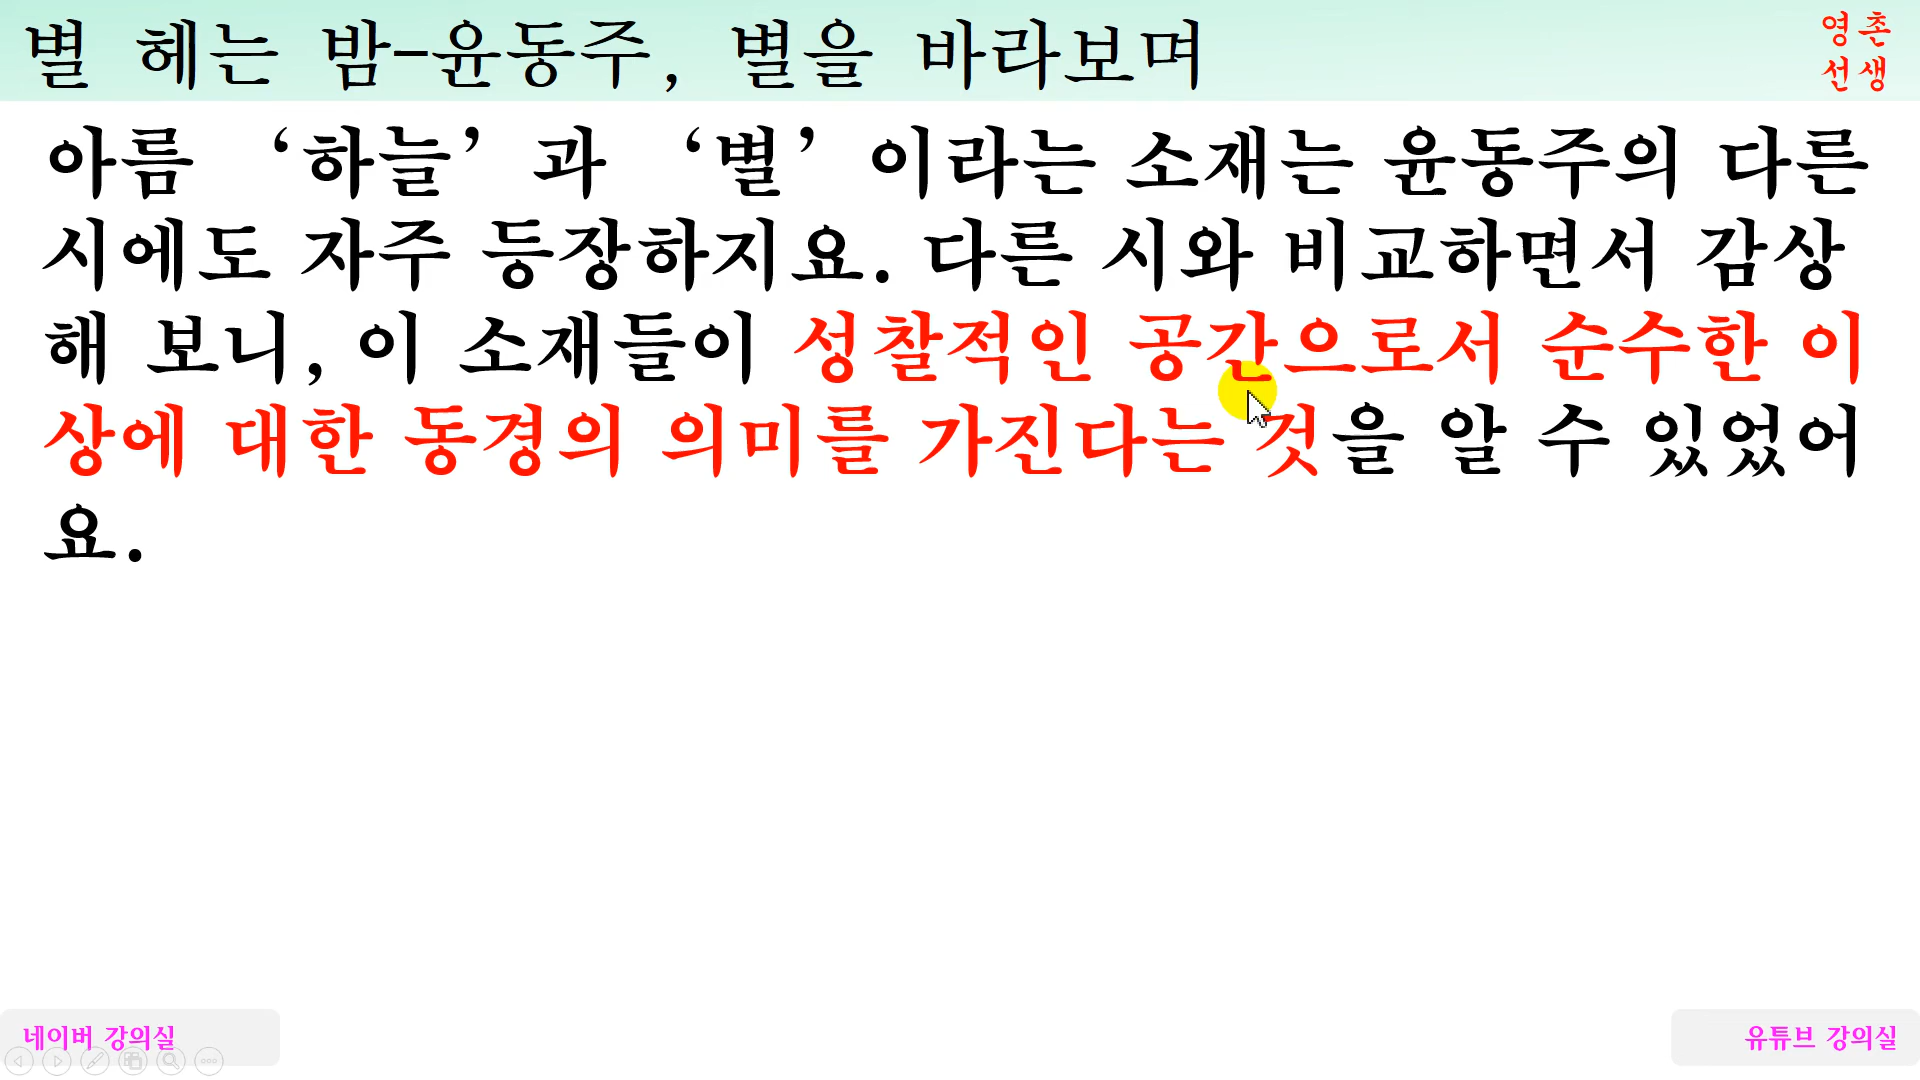 별 헤는 밤-윤동주, 별을 바라보며
영촌
선생
아름 ‘하늘’과 ‘별’이라는 소재는 윤동주의 다른
시에도 자주 등장하지요. 다른 시와 비교하면서 감상
해 보니, 이 소재들이 성찰적인 공간으로서 순수한 이
상에 대한 동경의 의미를 가진다는 것을 알 수 있었어
요.
네이버 강의실
유튜브 강의실